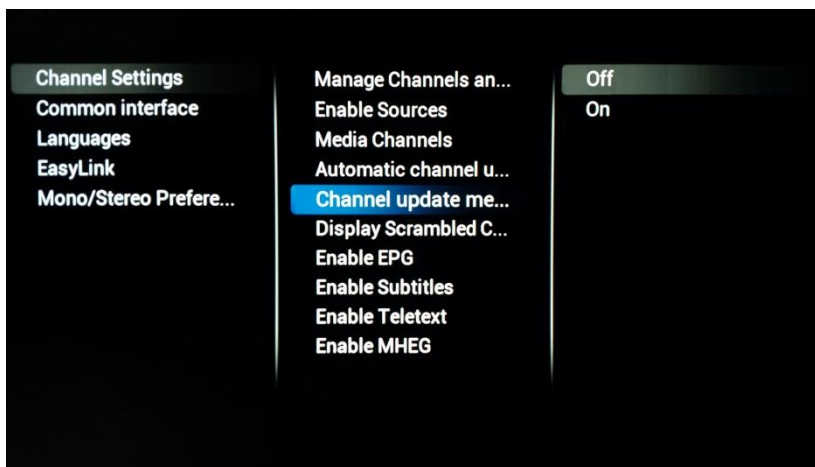 Channel Settings
Common interface
Languages
EasyLink
Mono/Stereo Prefere...
Manage Channels an...
Enable Sources
Media Channels
Automatic channel u...
Channel update me...
Display Scrambled C...
Enable EPG
Enable Subtitles
Enable Teletext
Enable MHEG
Off
On